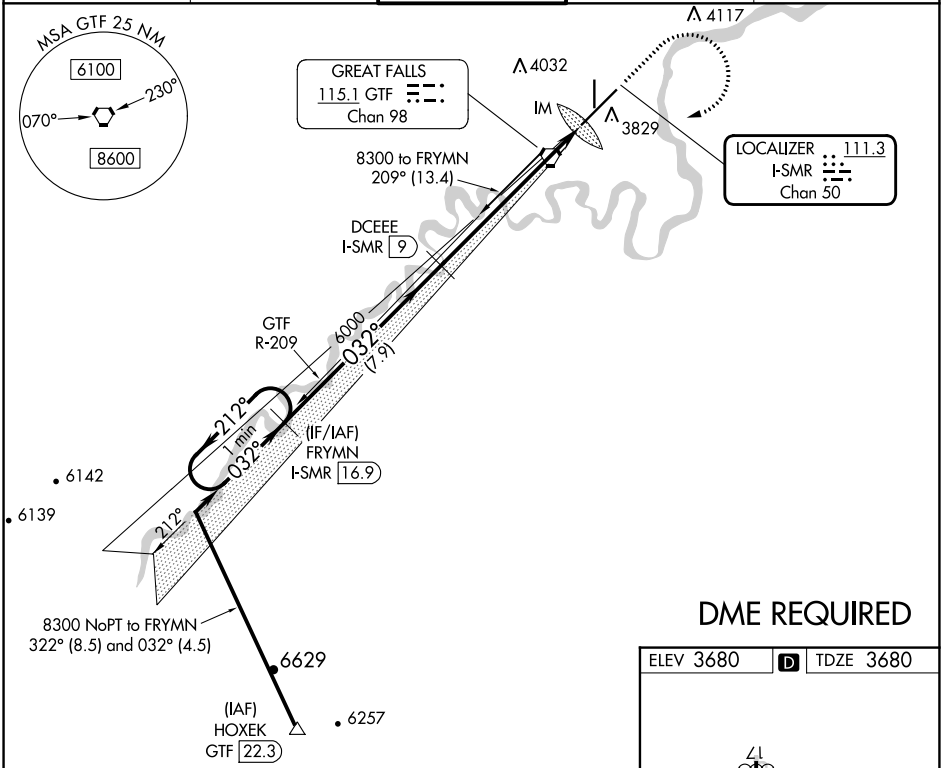 MSA GTF 25 NM
6100
230°
070°
8600
GREAT FALLS
115.1 GTF
Chan 98
4032
4117
IM
3829
LOCALIZER 111.3
I-SMR
Chan 50
8300 to FRYMN
209° (13.4)
DCEEE
I-SMR 9
GTF
R-209
6000
032°
(7.9)
212°
1 min
032°
(IF/IAF)
FRYMN
I-SMR 16.9
6142
6139
212°
8300 NoPT to FRYMN
322° (8.5) and 032° (4.5)
6629
(IAF)
HOXEK
GTF 22.3
6257
DME REQUIRED
ELEV 3680 D TDZE 3680
17